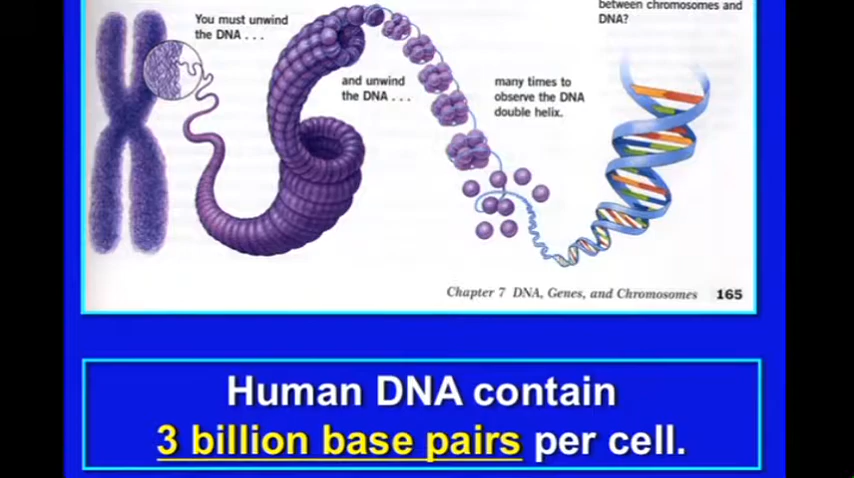 between chromosomes and
DNA?
You must unwind
the DNA . . .
and unwind
the DNA . . .
many times to
observe the DNA
double helix.
Chapter 7 DNA, Genes, and Chromosomes 165
Human DNA contain
3 billion base pairs per cell.